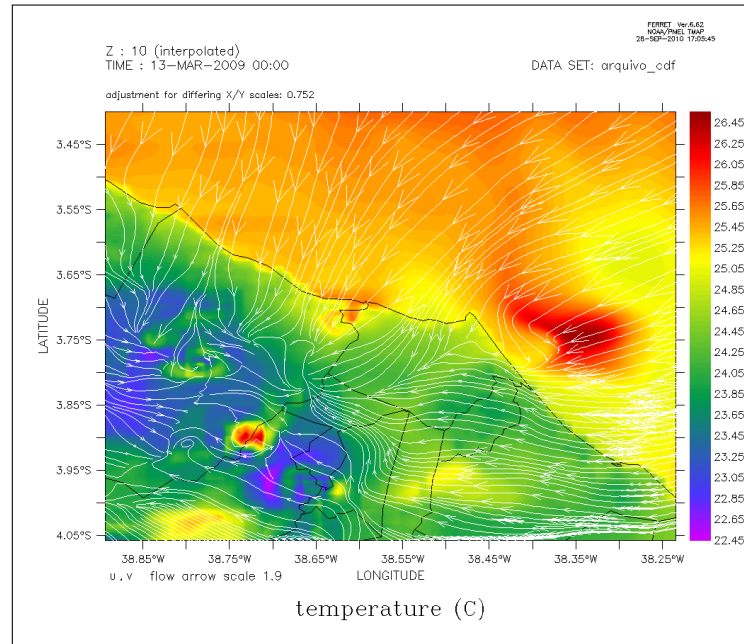 FERRET Ver.6.62
NOAA/PMEL TMAP
28-SEP-2010 17:05:45
Z : 10 (interpolated)
TIME : 13-MAR-2009 00:00
DATA SET: arquivo_cdf
adjustment for differing X/Y scales: 0.752
3.45°S
3.55°S
3.65°S
3.75°S
3.85°S
3.95°S
4.05°S
LATITUDE
26.45
26.25
25.85
25.65
25.45
25.25
25.05
24.85
24.65
24.45
24.25
24.05
23.85
23.65
23.45
23.25
23.05
22.85
22.65
22.45
38.85°W
38.75°W
38.65°W
38.55°W
38.45°W
38.35°W
38.25°W
u.v flow arrow scale 1.9
LONGITUDE
temperature (C)